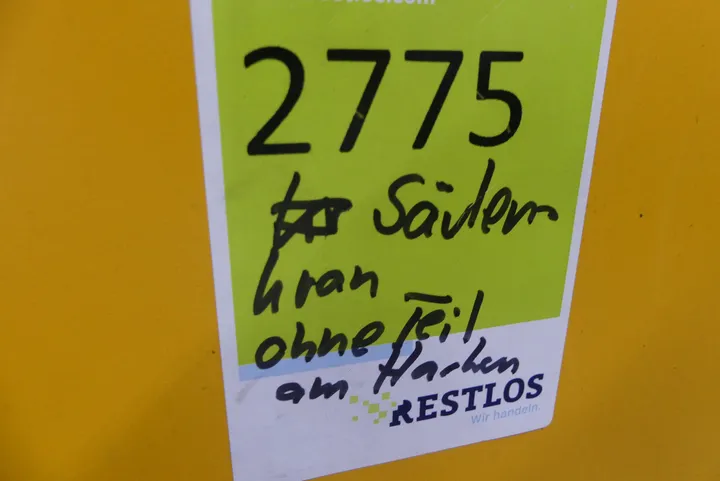 2775
Säulen
kran
ohne Teil
am Haken
RESTLOS
Wir handeln.